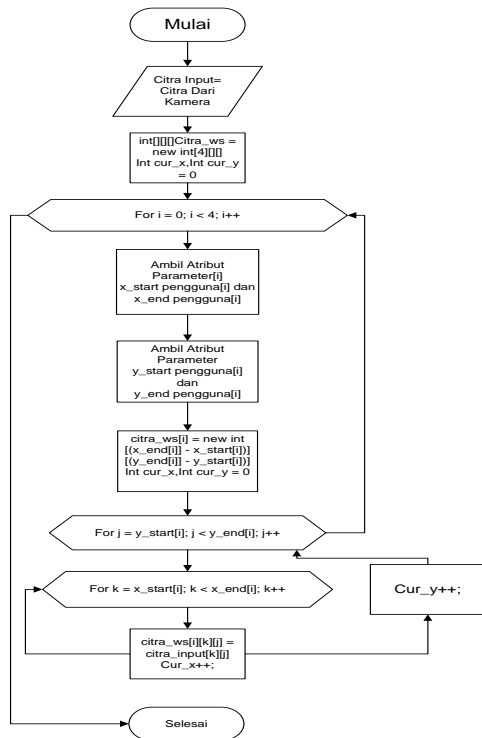 Mulai
Citra Input=
Citra Dari
Kamera
int[][][]Citra_ws =
new int[4][][]
Int cur_x,Int cur_y
= 0
For i = 0; i < 4; i++
Ambil Atribut
Parameter[i]
x_start pengguna[i] dan
x_end pengguna[i]
Ambil Atribut
Parameter
y_start pengguna[i]
dan
y_end pengguna[i]
citra_ws[i] = new int
[(x_end[i]] - x_start[i])]
[(y_end[i]] - y_start[i])]
Int cur_x,Int cur_y = 0
For j = y_start[i]; j < y_end[i]; j++
For k = x_start[i]; k < x_end[i]; k++
Cur_y++;
citra_ws[i][k][j] =
citra_input[k][j]
Cur_x++;
Selesai